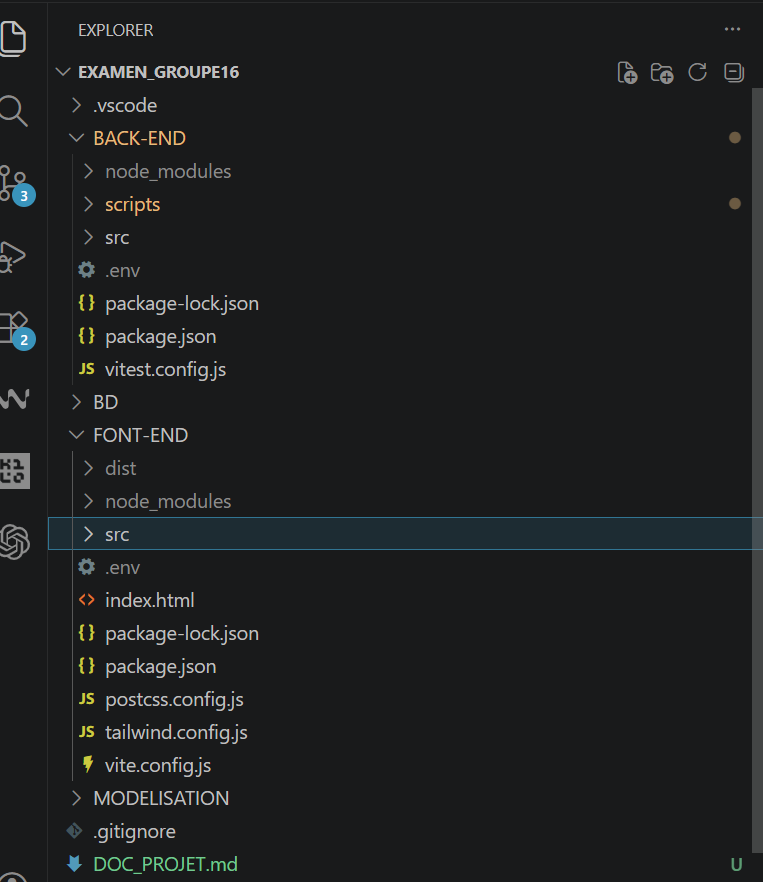 EXPLORER
EXAMEN_GROUPE16
.vscode
BACK-END
node_modules
scripts
3
src
.env
{} package-lock.json
2
{} package.json
JS vitest.config.js
BD
FONT-END
dist
node_modules
src
.env
<> index.html
{} package-lock.json
{} package.json
JS postcss.config.js
JS tailwind.config.js
vite.config.js
MODELISATION
.gitignore
DOC_PROJET.md U